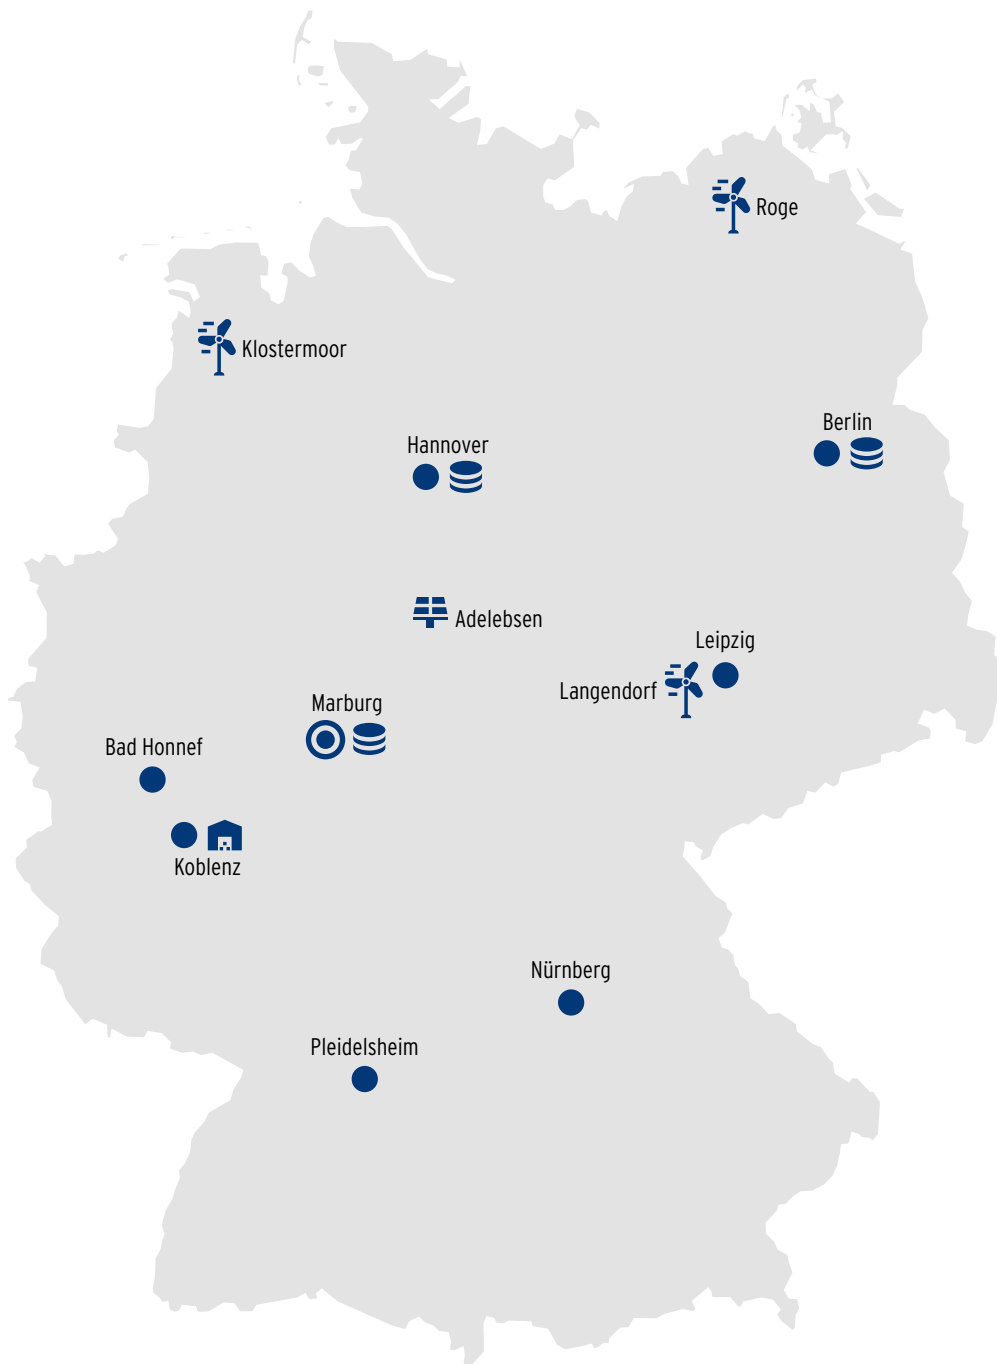 Roge
Klostermoor
Berlin
Hannover
Adelebsen
Leipzig
Langendorf
Marburg
Bad Honnef
Koblenz
Nürnberg
Pleidelsheim